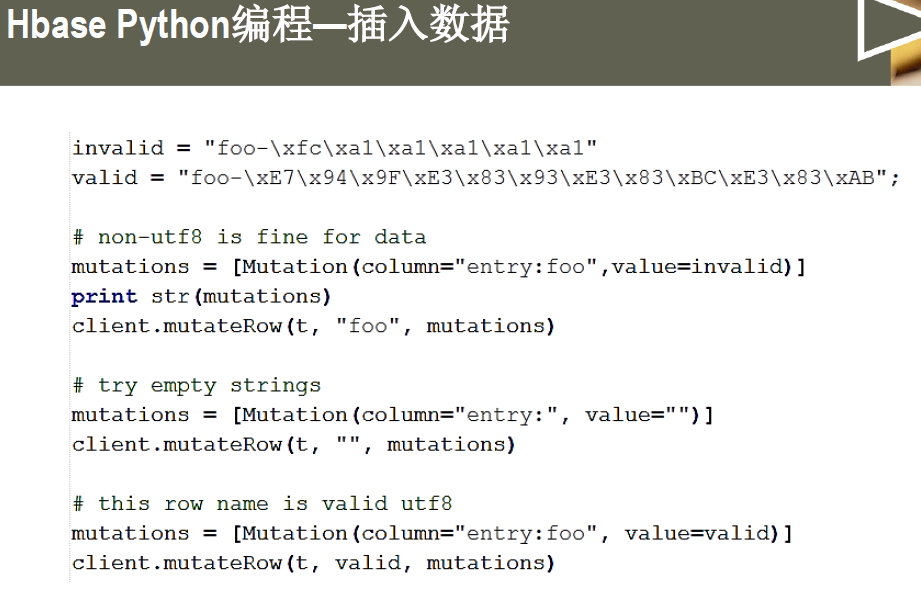 Hbase Python编程—插入数据
invalid = "foo-\xfc\xa1\xa1\xa1\xa1\xa1"
valid = "foo-\xE7\x94\x9F\xE3\x83\x93\xE3\x83\xBC\xE3\x83\xAB";
# non-utf8 is fine for data
mutations = [Mutation(column="entry:foo",value=invalid)]
print str(mutations)
client.mutateRow(t, "foo", mutations)
# try empty strings
mutations = [Mutation(column="entry:", value="")]
client.mutateRow(t, "", mutations)
# this row name is valid utf8
mutations = [Mutation(column="entry:foo", value=valid)]
client.mutateRow(t, valid, mutations)